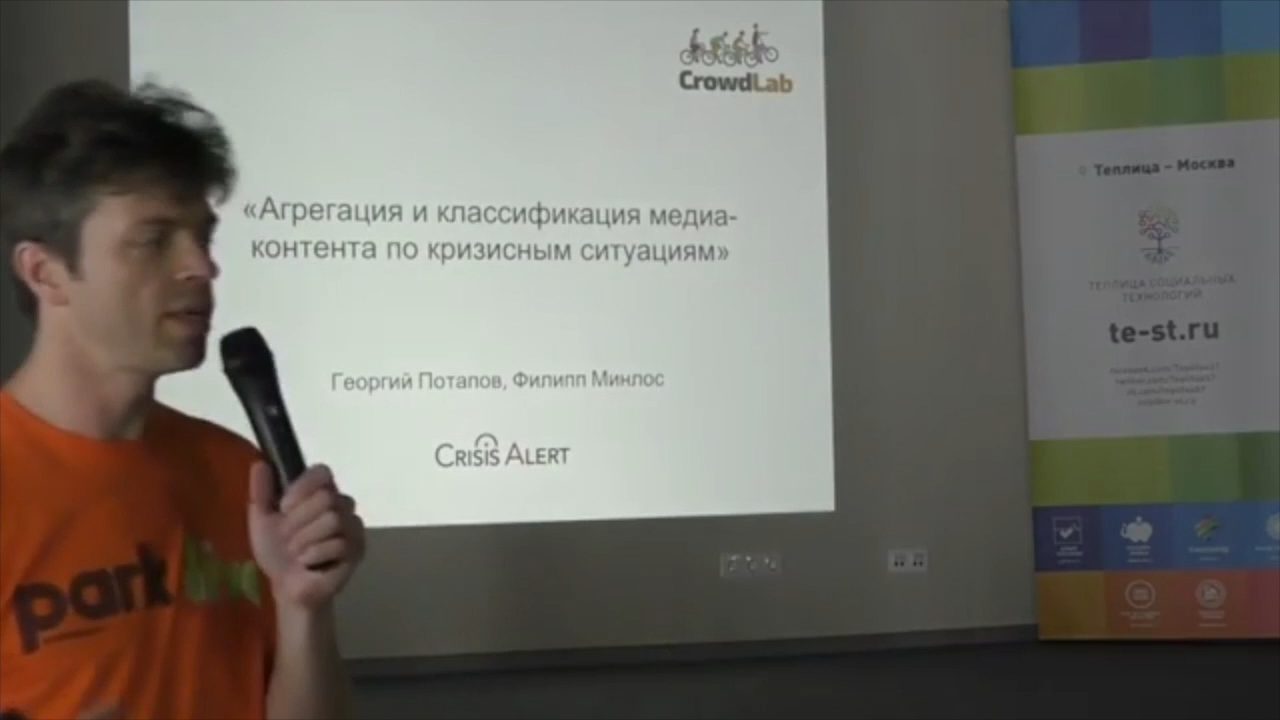 CrowdLab
«Агрегация и классификация медиа-
контента по кризисным ситуациям»
Георгий Потапов, Филипп Минлос
CRISIS ALERT
park
Теплица – Москва
ТЕПЛИЦА СОЦИАЛЬНЫХ
ТЕХНОЛОГИЙ
te-st.ru